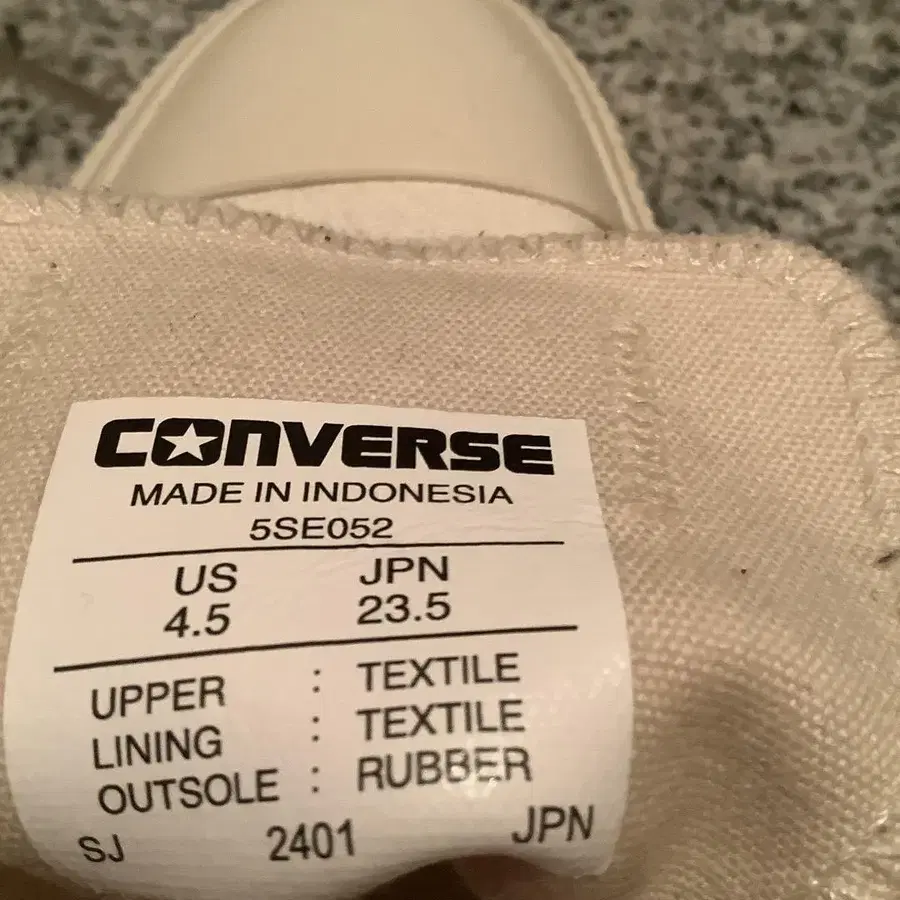 CONVERSE
MADE IN INDONESIA
5SE052
US JPN
4.5 23.5
UPPER : TEXTILE
LINING : TEXTILE
OUTSOLE : RUBBER
SJ 2401 JPN